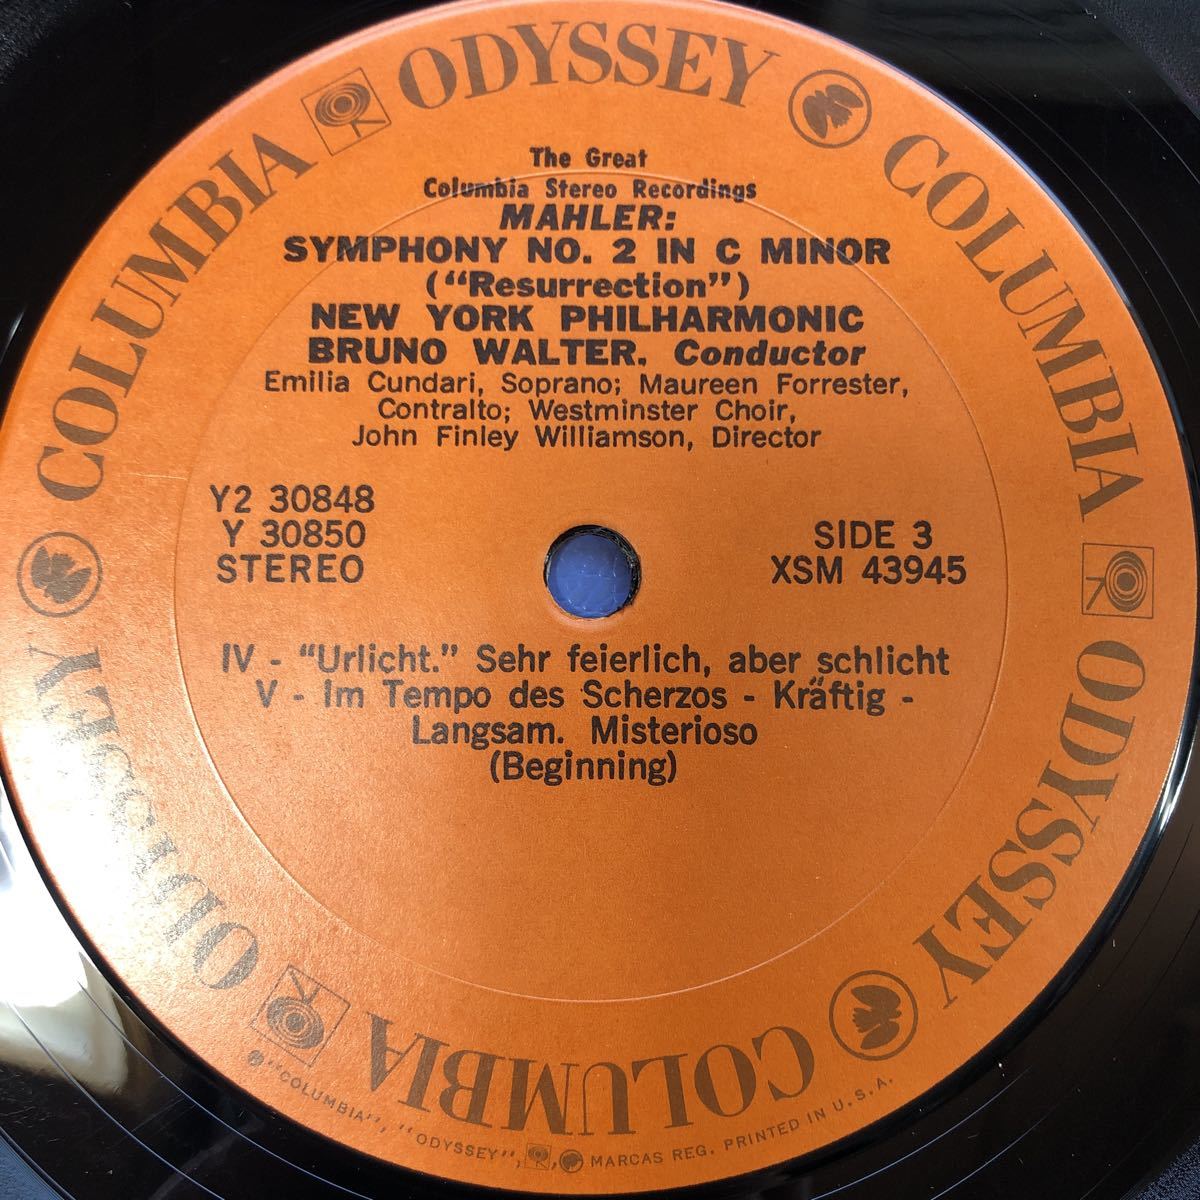 COLUMBIA ODYSSEY COLUMBIA ODYSSEY COLUMBIA ODYSSEY
The Great
Columbia Stereo Recordings
MAHLER:
SYMPHONY NO. 2 IN C MINOR
("Resurrection")
NEW YORK PHILHARMONIC
BRUNO WALTER. Conductor
Emilia Cundari, Soprano; Maureen Forrester,
Contralto; Westminster Choir,
John Finley Williamson, Director
Y2 30848
Y 30850
STEREO
SIDE 3
XSM 43945
IV - "Urlicht." Sehr feierlich, aber schlicht
V - Im Tempo des Scherzos - Kräftig -
Langsam. Misterioso
(Beginning)
® "COLUMBIA", "ODYSSEY", MARCAS REG. PRINTED IN U.S.A.